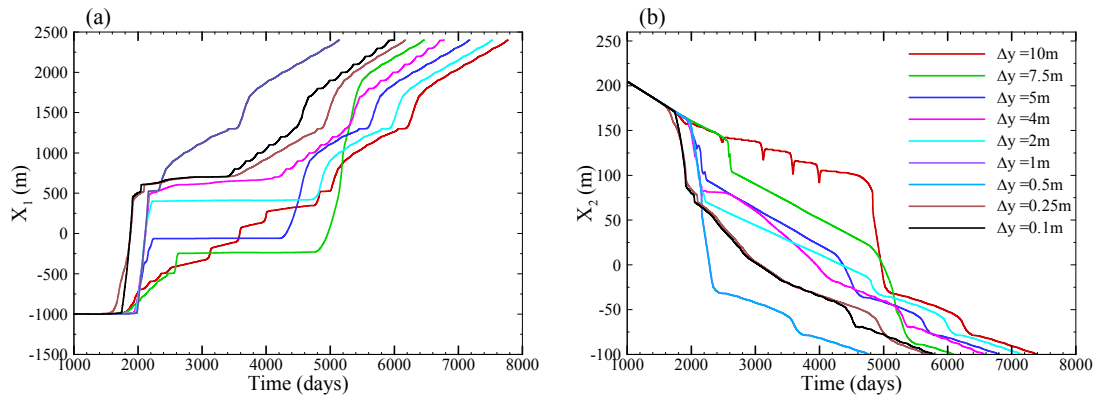 (a)
2500
2000
1500
1000
500
0
-500
-1000
-1500
X1 (m)
1000 2000 3000 4000 5000 6000 7000 8000
Time (days)
(b)
250
200
150
100
50
0
-50
-100
X2 (m)
1000 2000 3000 4000 5000 6000 7000 8000
Time (days)
Δy =10m
Δy =7.5m
Δy =5m
Δy =4m
Δy =2m
Δy =1m
Δy =0.5m
Δy =0.25m
Δy =0.1m